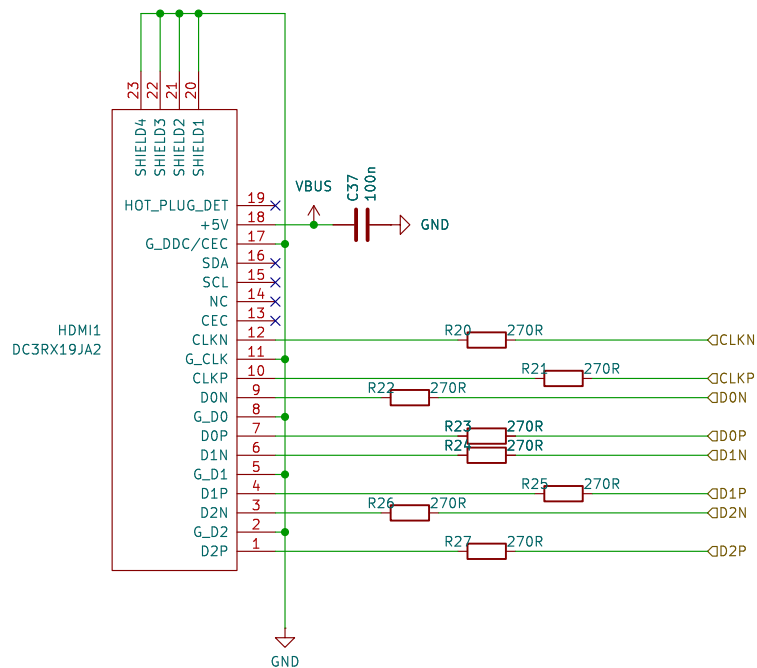 23
22
21
20
SHIELD4
SHIELD3
SHIELD2
SHIELD1
HOT_PLUG_DET 19
VBUS
C37
100n
+5V 18
GND
G_DDC/CEC 17
SDA 16
SCL 15
NC 14
CEC 13
HDMI1
DC3RX19JA2
CLKN 12 R20 270R CLKN
G_CLK 11
CLKP 10 R21 270R CLKP
D0N 9 R22 270R D0N
G_D0 8
D0P 7 R23 270R D0P
D1N 6 R24 270R D1N
G_D1 5
D1P 4 R25 270R D1P
D2N 3 R26 270R D2N
G_D2 2
D2P 1 R27 270R D2P
GND